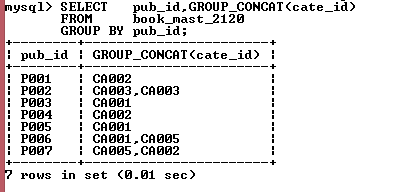 mysql> SELECT   pub_id,GROUP_CONCAT(cate_id)
FROM     book_mast_2120
GROUP BY pub_id;
+--------+-----------------------+
| pub_id | GROUP_CONCAT(cate_id) |
+--------+-----------------------+
| P001   | CA002                 |
| P002   | CA003,CA003           |
| P003   | CA001                 |
| P004   | CA002                 |
| P005   | CA001                 |
| P006   | CA001,CA005           |
| P007   | CA005,CA002           |
+--------+-----------------------+
7 rows in set (0.01 sec)